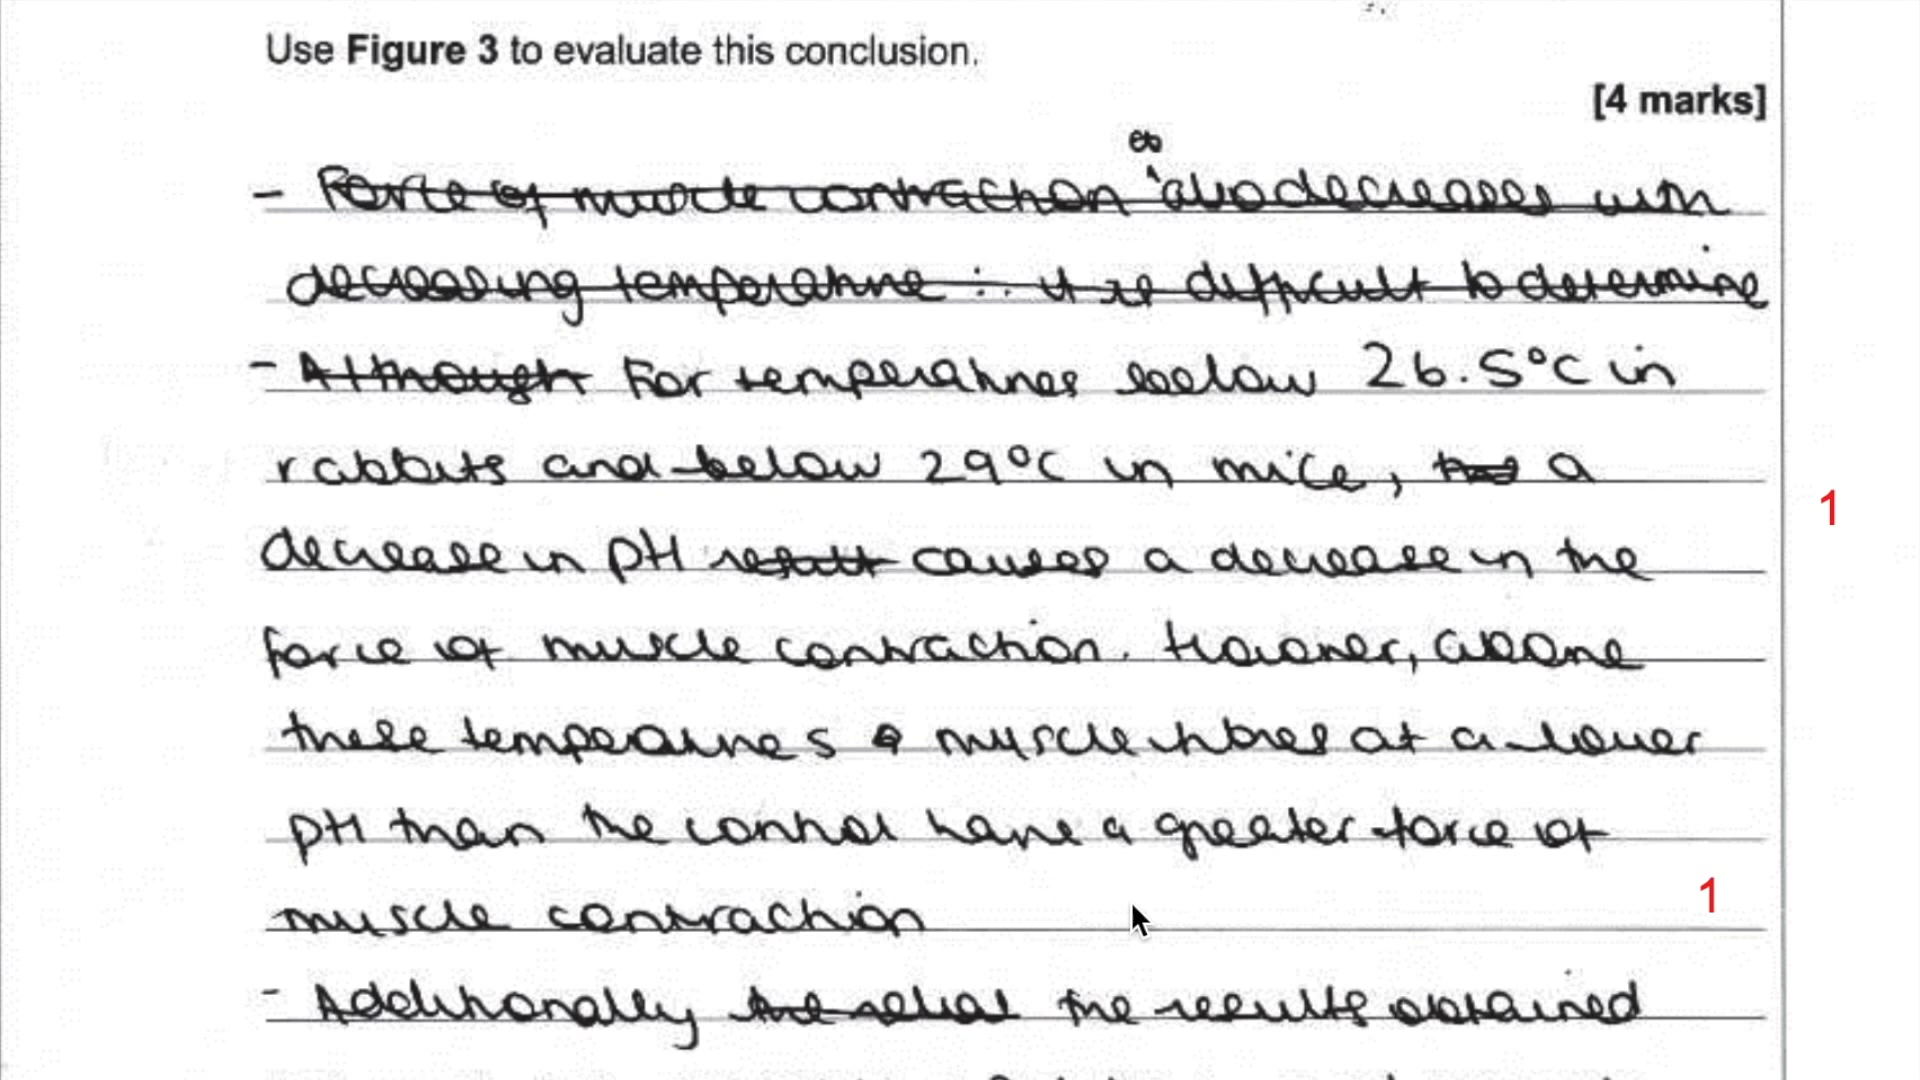 Use Figure 3 to evaluate this conclusion.
[4 marks]
- Force of muscle contraction also decreases with
decreasing temperature ∴ it is difficult to determine
- Although For temperatures below 26.5°C in
rabbits and below 29°C in mice, a
decrease in pH result causes a decrease in the
1
force of muscle contraction. However, above
these temperatures muscle fibres at a lower
pH than the control have a greater force of
muscle contraction
1
- Additionally the the results obtained